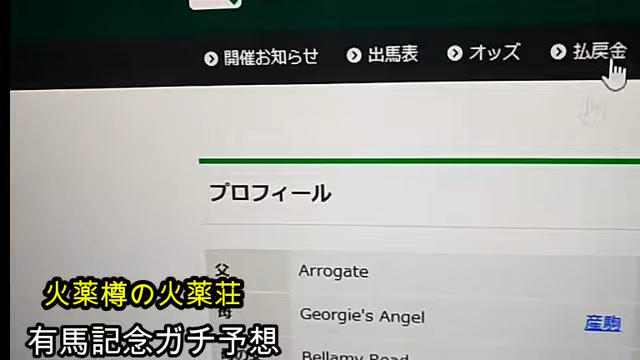 開催お知らせ 出馬表 オッズ 払戻金
プロフィール
父 Arrogate
母 Georgie's Angel 産駒
Bellamy Road
火薬樽の火薬荘
有馬記念ガチ予想